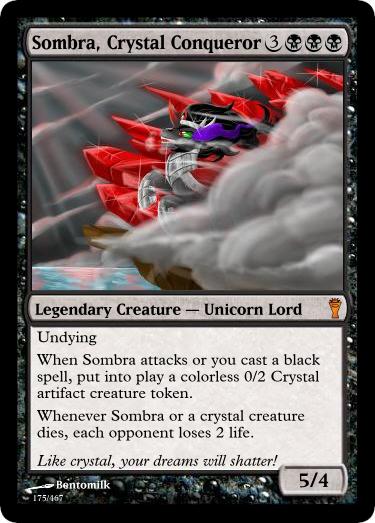 Sombra, Crystal Conqueror 3
Legendary Creature — Unicorn Lord
Undying
When Sombra attacks or you cast a black
spell, put into play a colorless 0/2 Crystal
artifact creature token.
Whenever Sombra or a crystal creature
dies, each opponent loses 2 life.
Like crystal, your dreams will shatter!
5/4
Bentomilk
175/467